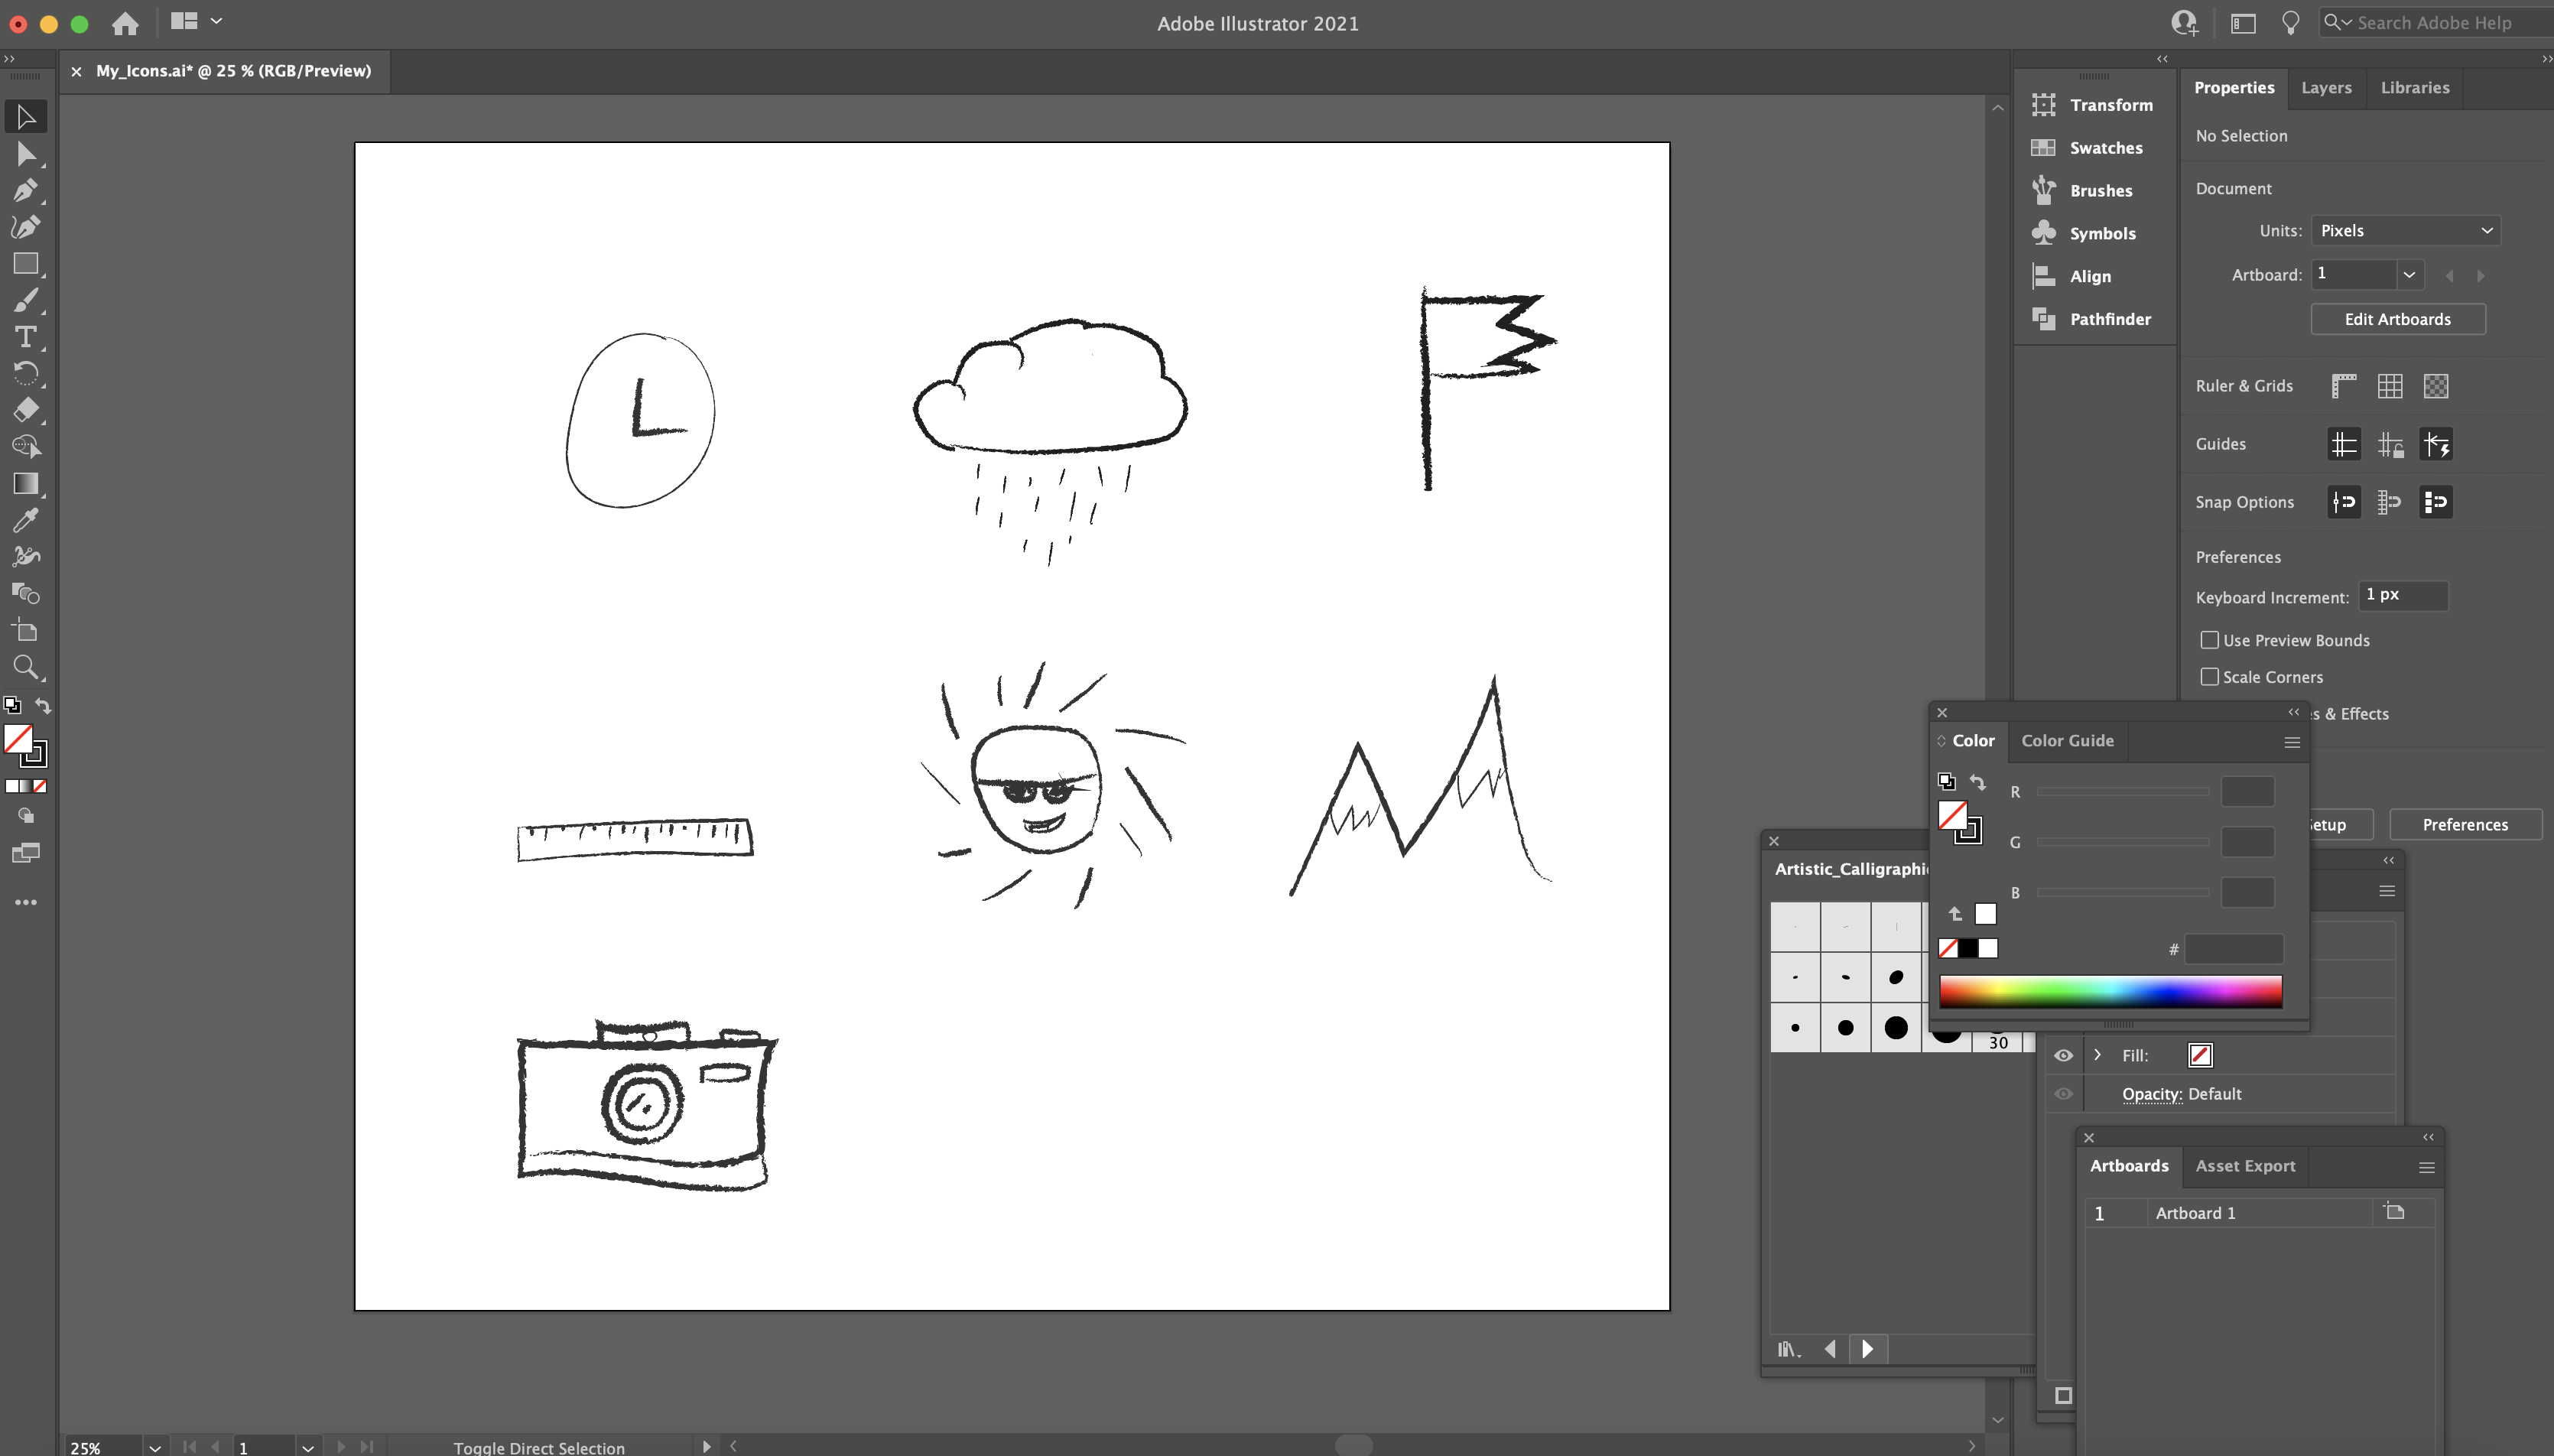 Adobe Illustrator 2021
Search Adobe Help
My_Icons.ai* @ 25 % (RGB/Preview)
Transform
Swatches
Brushes
Symbols
Align
Pathfinder
Properties
Layers
Libraries
No Selection
Document
Units:
Pixels
Artboard:
1
Edit Artboards
Ruler & Grids
Guides
Snap Options
Preferences
Keyboard Increment:
1 px
Use Preview Bounds
Scale Corners
s & Effects
Preferences
Color
Color Guide
R
G
B
#
Artistic_Calligraphi
30
Fill:
Opacity: Default
Artboards
Asset Export
1
Artboard 1
25%
1
Toggle Direct Selection